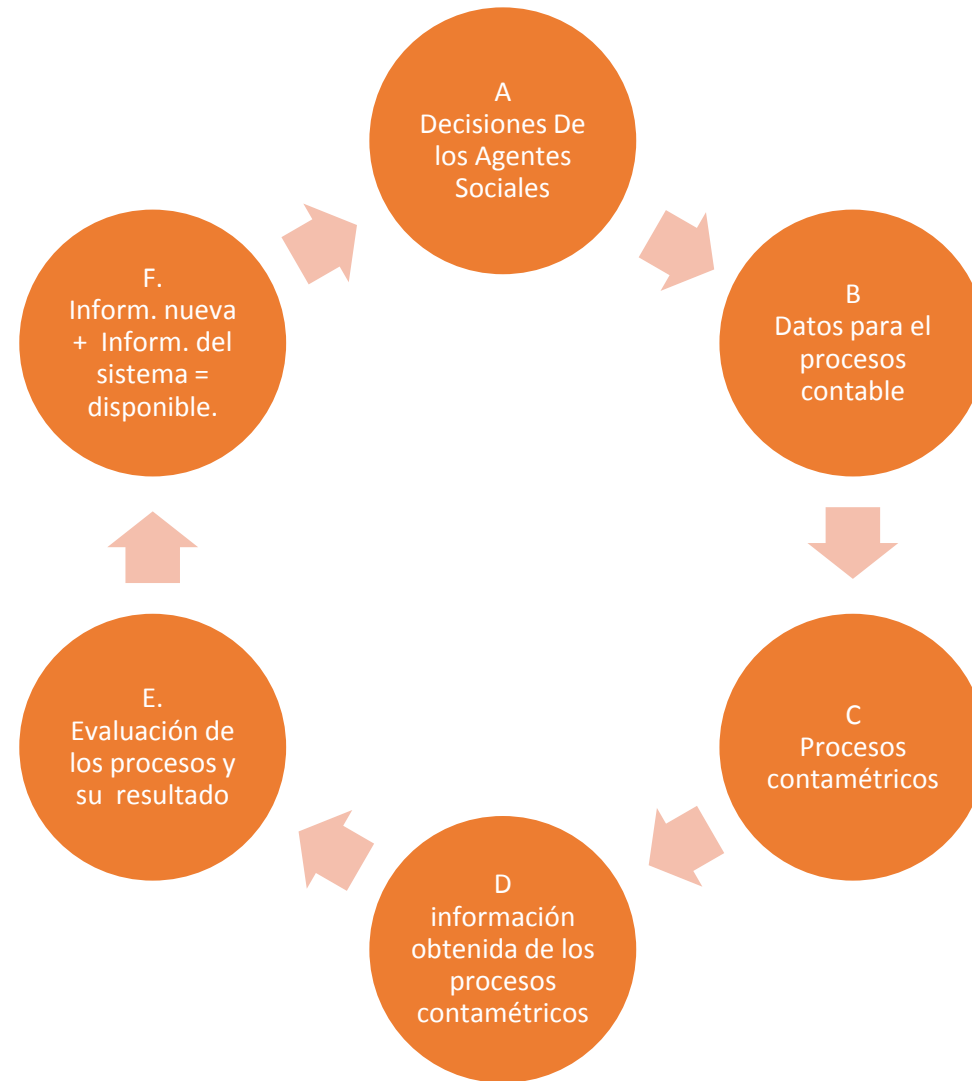 A
Decisiones De
los Agentes
Sociales
B
Datos para el
procesos
contable
C
Procesos
contamétricos
D
información
obtenida de los
procesos
contamétricos
E.
Evaluación de
los procesos y
su resultado
F.
Inform. nueva
+ Inform. del
sistema =
disponible.